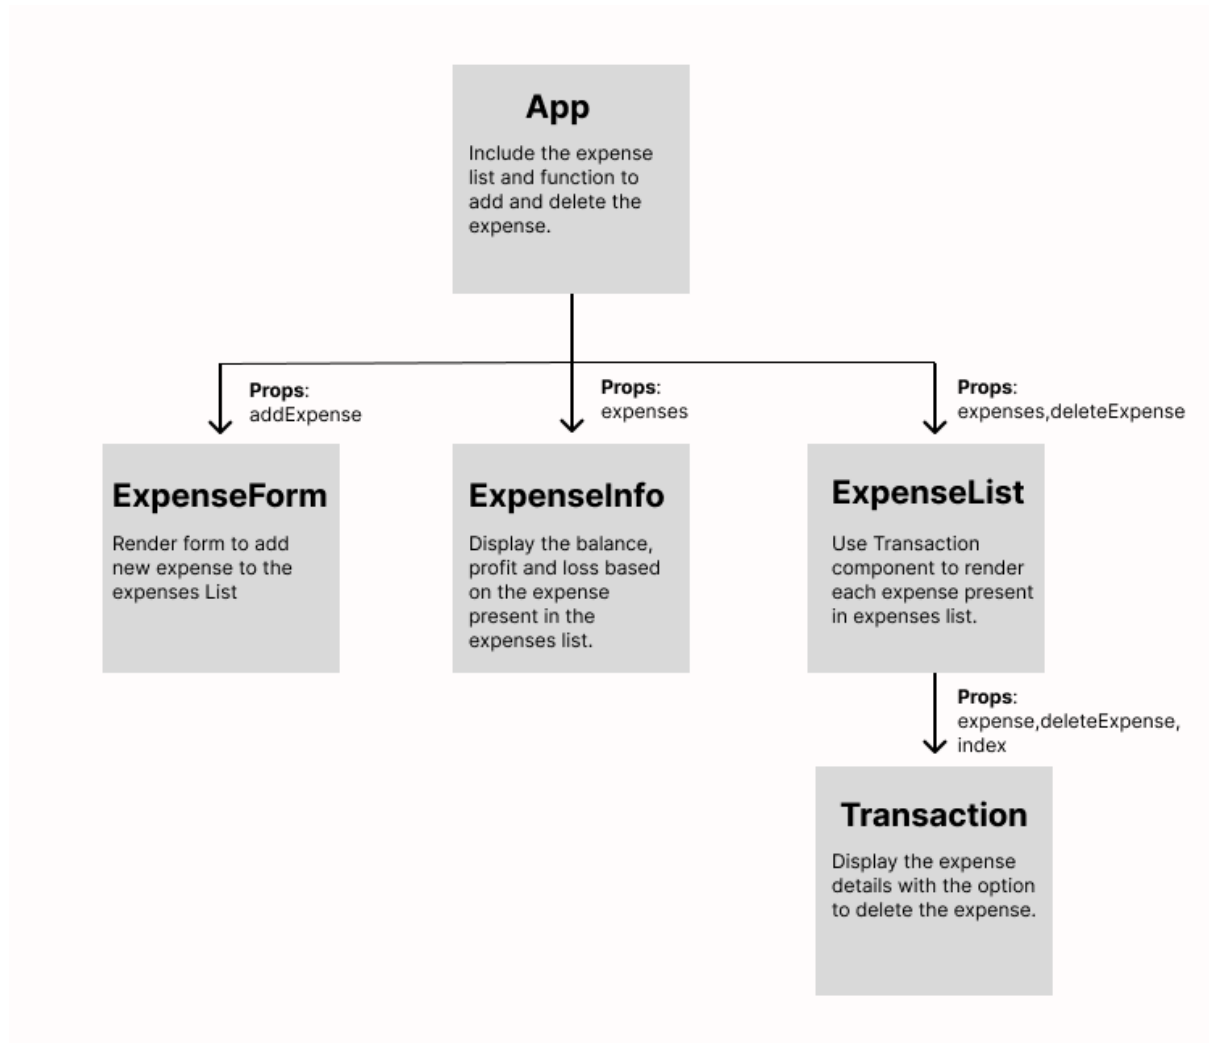 App
Include the expense
list and function to
add and delete the
expense.
Props:
addExpense
Props:
expenses
Props:
expenses,deleteExpense
ExpenseForm
Render form to add
new expense to the
expenses List
ExpenseInfo
Display the balance,
profit and loss based
on the expense
present in the
expenses list.
ExpenseList
Use Transaction
component to render
each expense present
in expenses list.
Props:
expense,deleteExpense,
index
Transaction
Display the expense
details with the option
to delete the expense.